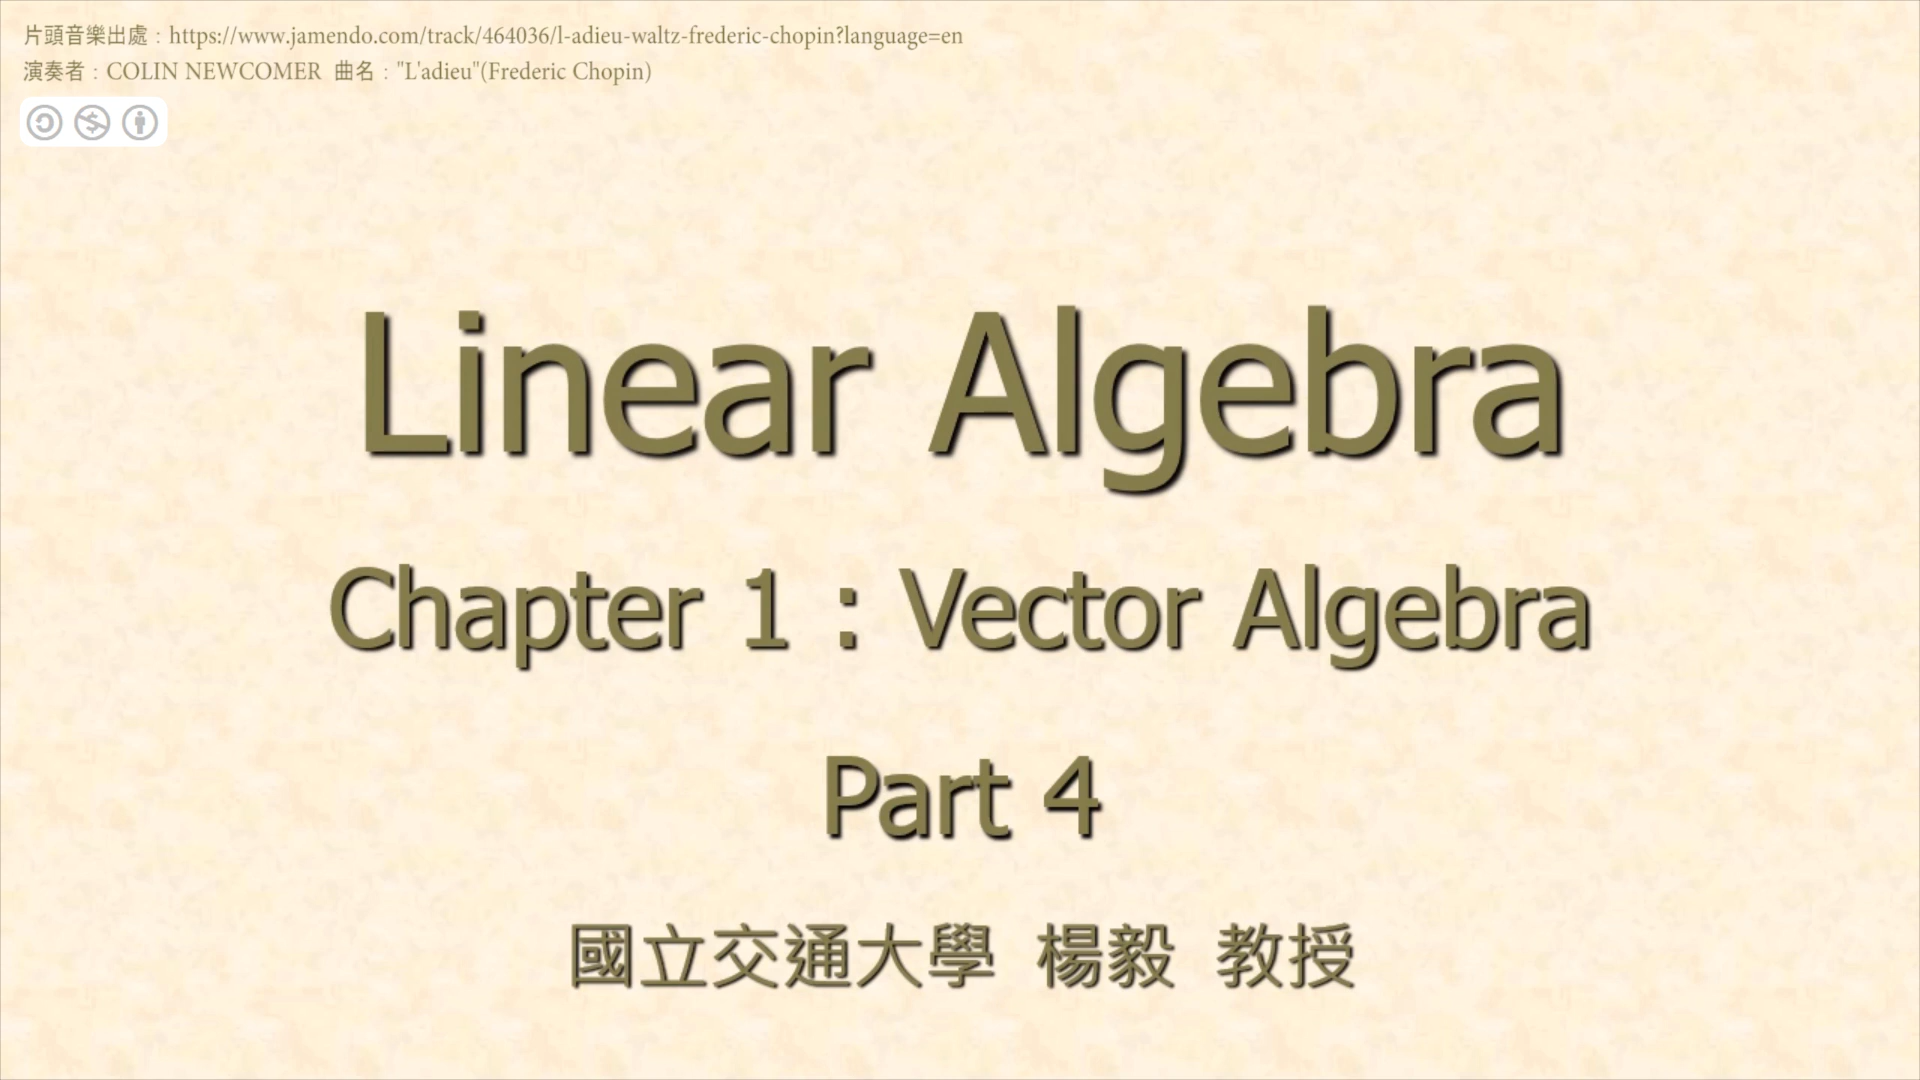 片頭音樂出處：https://www.jamendo.com/track/464036/l-adieu-waltz-frederic-chopin?language=en
演奏者：COLIN NEWCOMER 曲名："L'adieu"(Frederic Chopin)
Linear Algebra
Chapter 1 : Vector Algebra
Part 4
國立交通大學 楊毅 教授